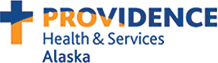 PROVIDENCE
Health & Services
Alaska